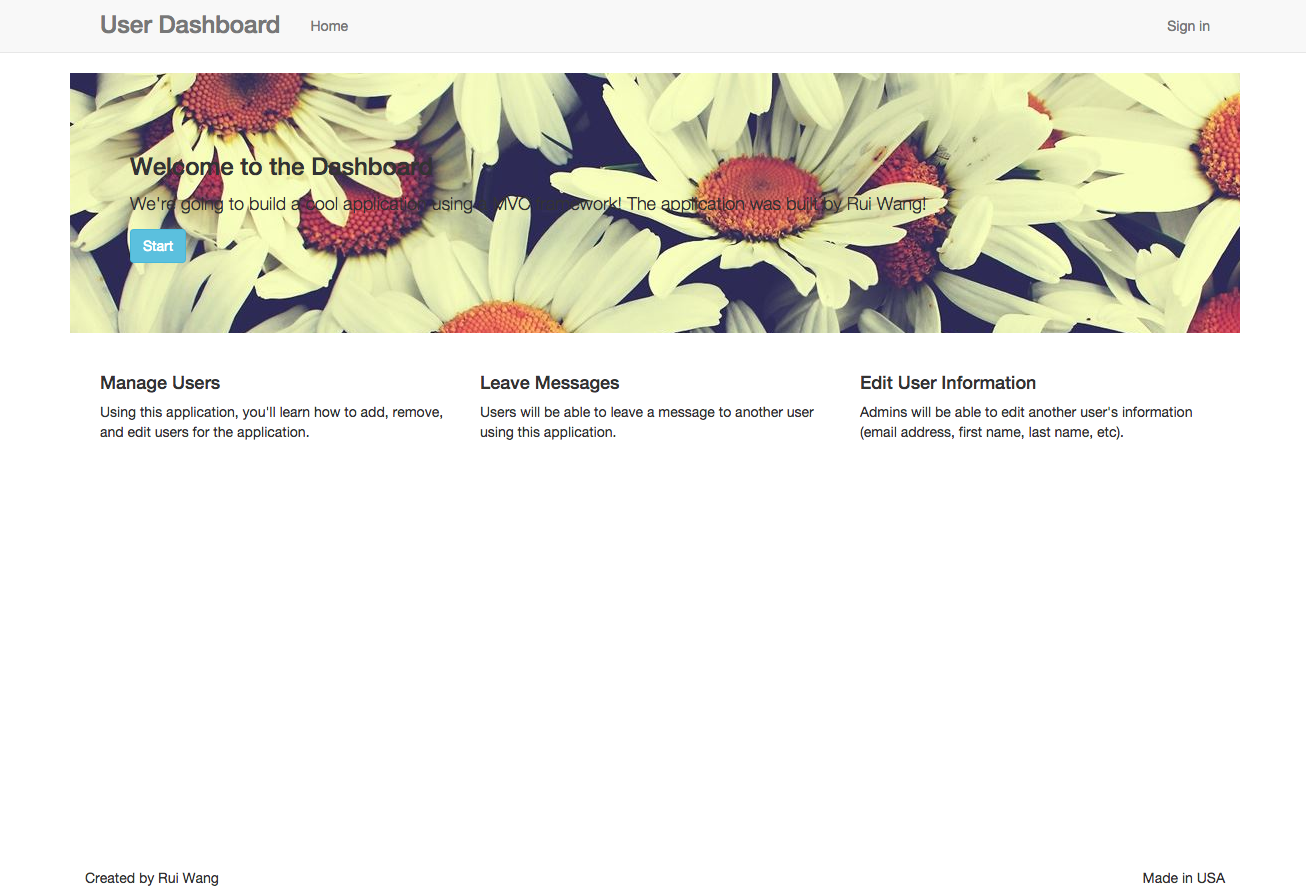 User Dashboard
Home
Sign in
Welcome to the Dashboard
We're going to build a cool application using a MVC framework! The application was built by Rui Wang!
Start
Manage Users
Using this application, you'll learn how to add, remove,
and edit users for the application.
Leave Messages
Users will be able to leave a message to another user
using this application.
Edit User Information
Admins will be able to edit another user's information
(email address, first name, last name, etc).
Created by Rui Wang
Made in USA